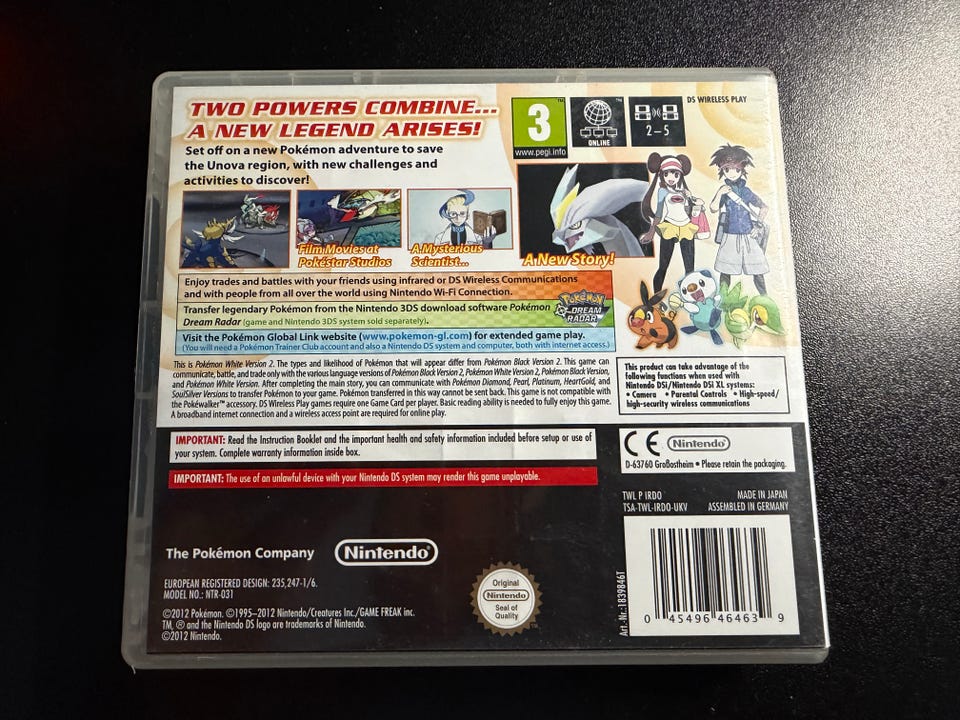 TWO POWERS COMBINE...
A NEW LEGEND ARISES!
Set off on a new Pokémon adventure to save
the Unova region, with new challenges and
activities to discover!
3
www.pegi.info
ONLINE
2–5
DS WIRELESS PLAY
Film Movies at
Pokéstar Studios
A Mysterious
Scientist...
A New Story!
Enjoy trades and battles with your friends using infrared or DS Wireless Communications
and with people from all over the world using Nintendo Wi-Fi Connection.
Transfer legendary Pokémon from the Nintendo 3DS download software Pokémon
Dream Radar (game and Nintendo 3DS system sold separately).
POKÉMON
DREAM
RADAR
Visit the Pokémon Global Link website (www.pokemon-gl.com) for extended game play.
(You will need a Pokémon Trainer Club account and also a Nintendo DS system and computer, both with internet access.)
This is Pokémon White Version 2. The types and likelihood of Pokémon that will appear differ from Pokémon Black Version 2. This game can
communicate, battle, and trade only with the various language versions of Pokémon Black Version 2, Pokémon White Version 2, Pokémon Black Version,
and Pokémon White Version. After completing the main story, you can communicate with Pokémon Diamond, Pearl, Platinum, HeartGold, and
SoulSilver Versions to transfer Pokémon to your game. Pokémon transferred in this way cannot be sent back. This game is not compatible with
the Pokéwalker™ accessory. DS Wireless Play games require one Game Card per player. Basic reading ability is needed to fully enjoy this game.
A broadband internet connection and a wireless access point are required for online play.
This product can take advantage of the
following functions when used with
Nintendo DSi/Nintendo DSi XL systems:
• Camera • Parental Controls • High-speed/
high-security wireless communications
IMPORTANT: Read the Instruction Booklet and the important health and safety information included before setup or use of
your system. Complete warranty information inside box.
IMPORTANT: The use of an unlawful device with your Nintendo DS system may render this game unplayable.
CE Nintendo
D-63760 Großostheim • Please retain the packaging.
TWL P IRDO MADE IN JAPAN
TSA-TWL-IRDO-UKV ASSEMBLED IN GERMANY
The Pokémon Company Nintendo
EUROPEAN REGISTERED DESIGN: 235,247-1/6.
MODEL NO.: NTR-031
©2012 Pokémon. ©1995–2012 Nintendo/Creatures Inc./GAME FREAK inc.
TM, ® and the Nintendo DS logo are trademarks of Nintendo.
©2012 Nintendo.
Original
Nintendo
Seal of
Quality
Art.-Nr.: 1839846T
0 45496 46463 9